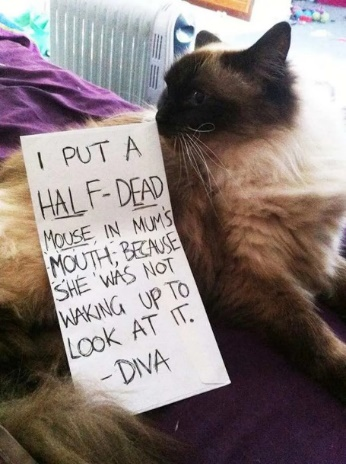 I PUT A
HALF-DEAD
MOUSE IN MUM'S
MOUTH, BECAUSE
SHE WAS NOT
WAKING UP TO
LOOK AT IT.
-DIVA